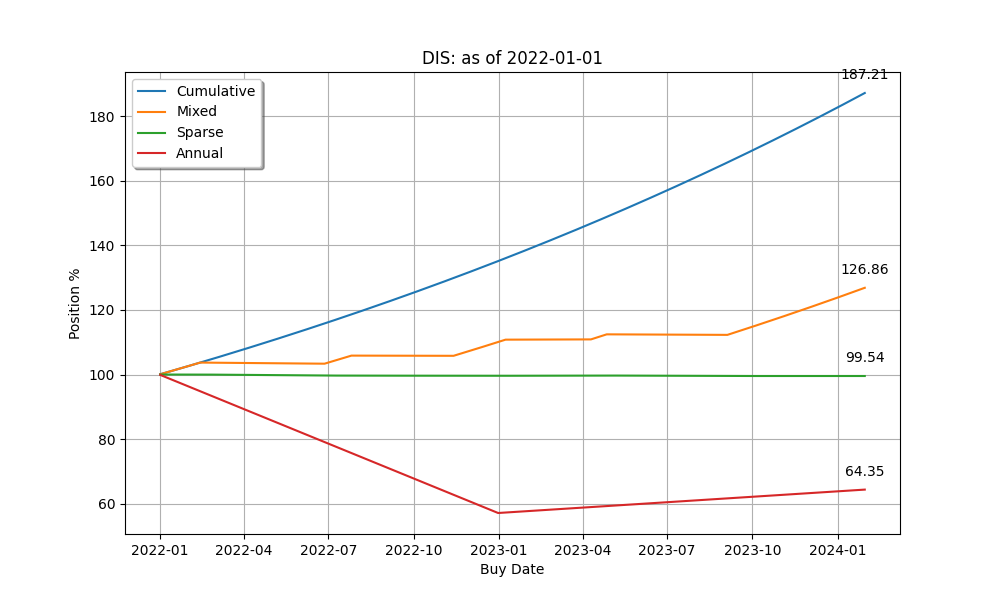 DIS: as of 2022-01-01
187.21
Cumulative
Mixed
Sparse
Annual
180
160
140
126.86
120
99.54
100
80
64.35
60
Position %
2022-01 2022-04 2022-07 2022-10 2023-01 2023-04 2023-07 2023-10 2024-01
Buy Date